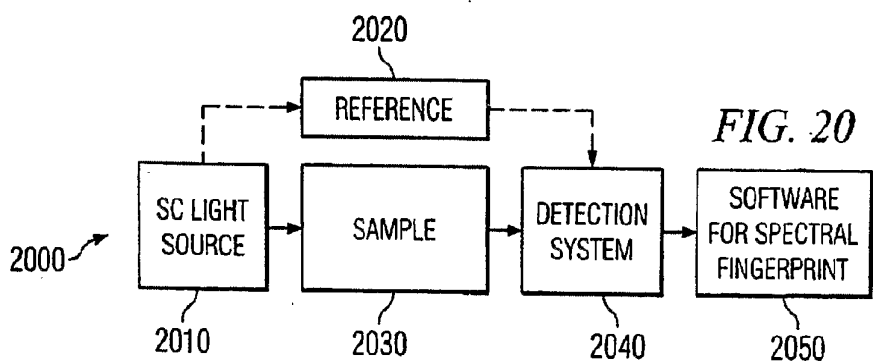 2020
REFERENCE
FIG. 20
SC LIGHT
SOURCE
SAMPLE
DETECTION
SYSTEM
SOFTWARE
FOR SPECTRAL
FINGERPRINT
2000
2010
2030
2040
2050